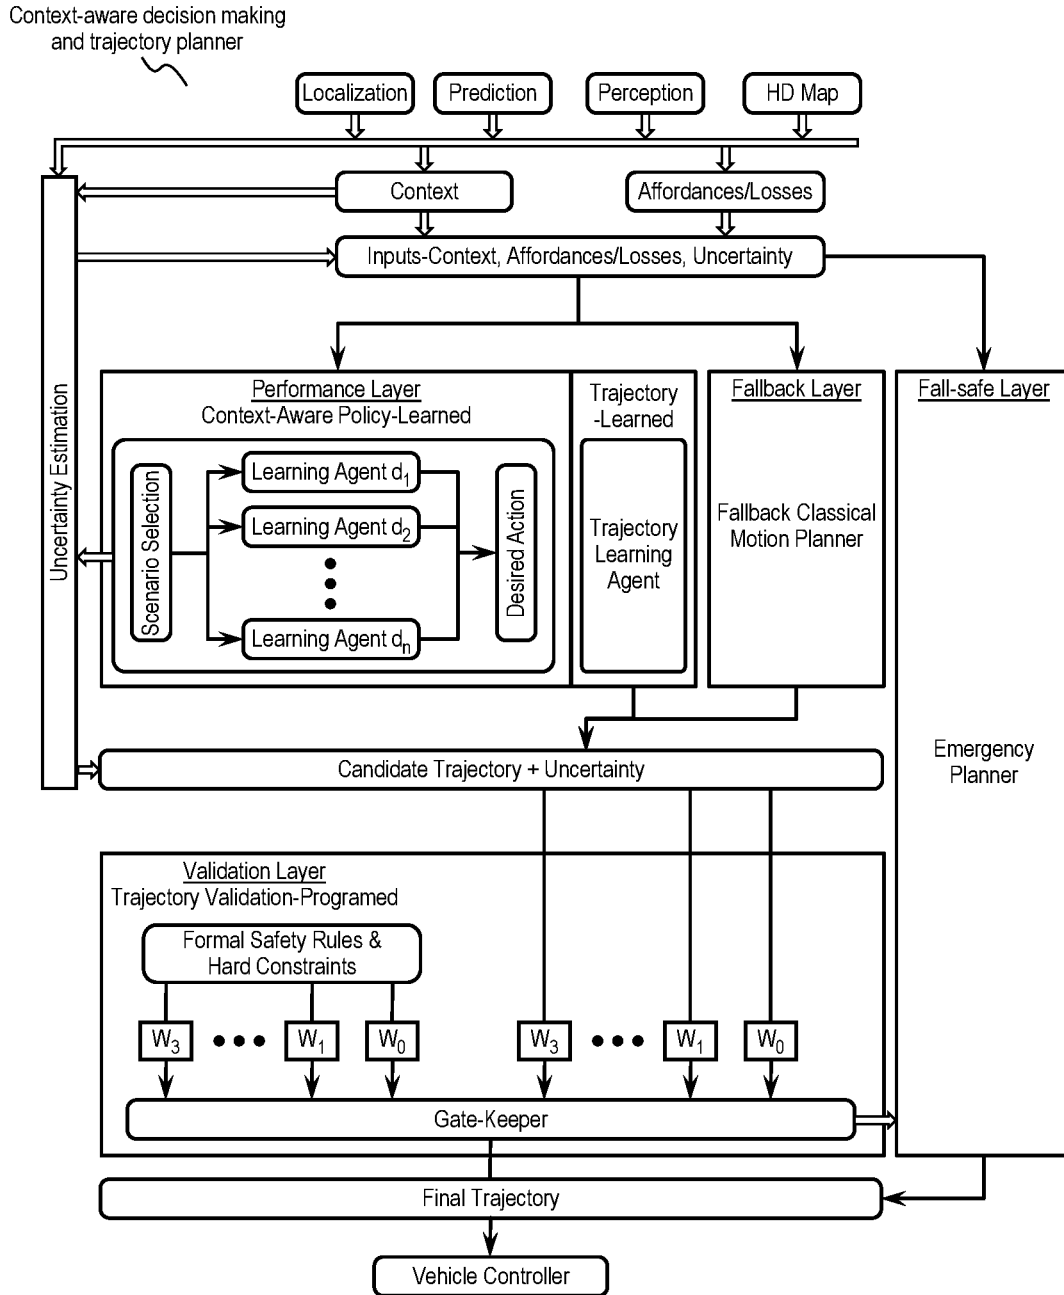 Context-aware decision making
and trajectory planner
Localization
Prediction
Perception
HD Map
Context
Affordances/Losses
Inputs-Context, Affordances/Losses, Uncertainty
Uncertainty Estimation
Performance Layer
Context-Aware Policy-Learned
Scenario Selection
Learning Agent d1
Learning Agent d2
Learning Agent dn
Desired Action
Trajectory
-Learned
Trajectory
Learning
Agent
Fallback Layer
Fallback Classical
Motion Planner
Fall-safe Layer
Emergency
Planner
Candidate Trajectory + Uncertainty
Validation Layer
Trajectory Validation-Programed
Formal Safety Rules &
Hard Constraints
W3
W1
W0
W3
W1
W0
Gate-Keeper
Final Trajectory
Vehicle Controller